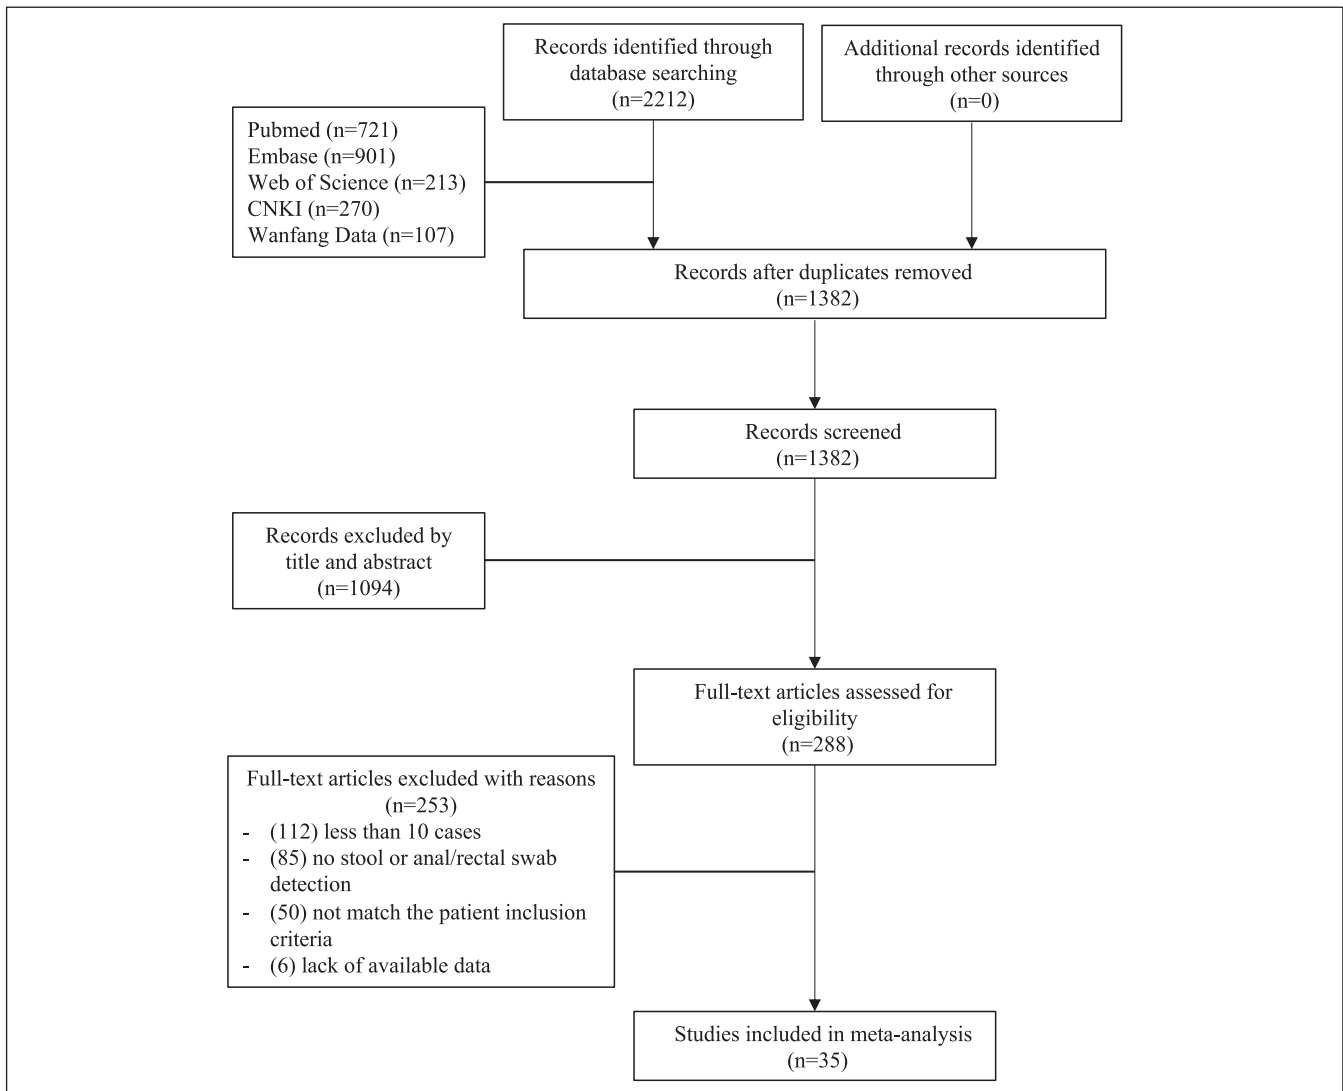 Records identified through
database searching
(n=2212)
Additional records identified
through other sources
(n=0)
Pubmed (n=721)
Embase (n=901)
Web of Science (n=213)
CNKI (n=270)
Wanfang Data (n=107)
Records after duplicates removed
(n=1382)
Records screened
(n=1382)
Records excluded by
title and abstract
(n=1094)
Full-text articles assessed for
eligibility
(n=288)
Full-text articles excluded with reasons
(n=253)
- (112) less than 10 cases
- (85) no stool or anal/rectal swab
detection
- (50) not match the patient inclusion
criteria
- (6) lack of available data
Studies included in meta-analysis
(n=35)